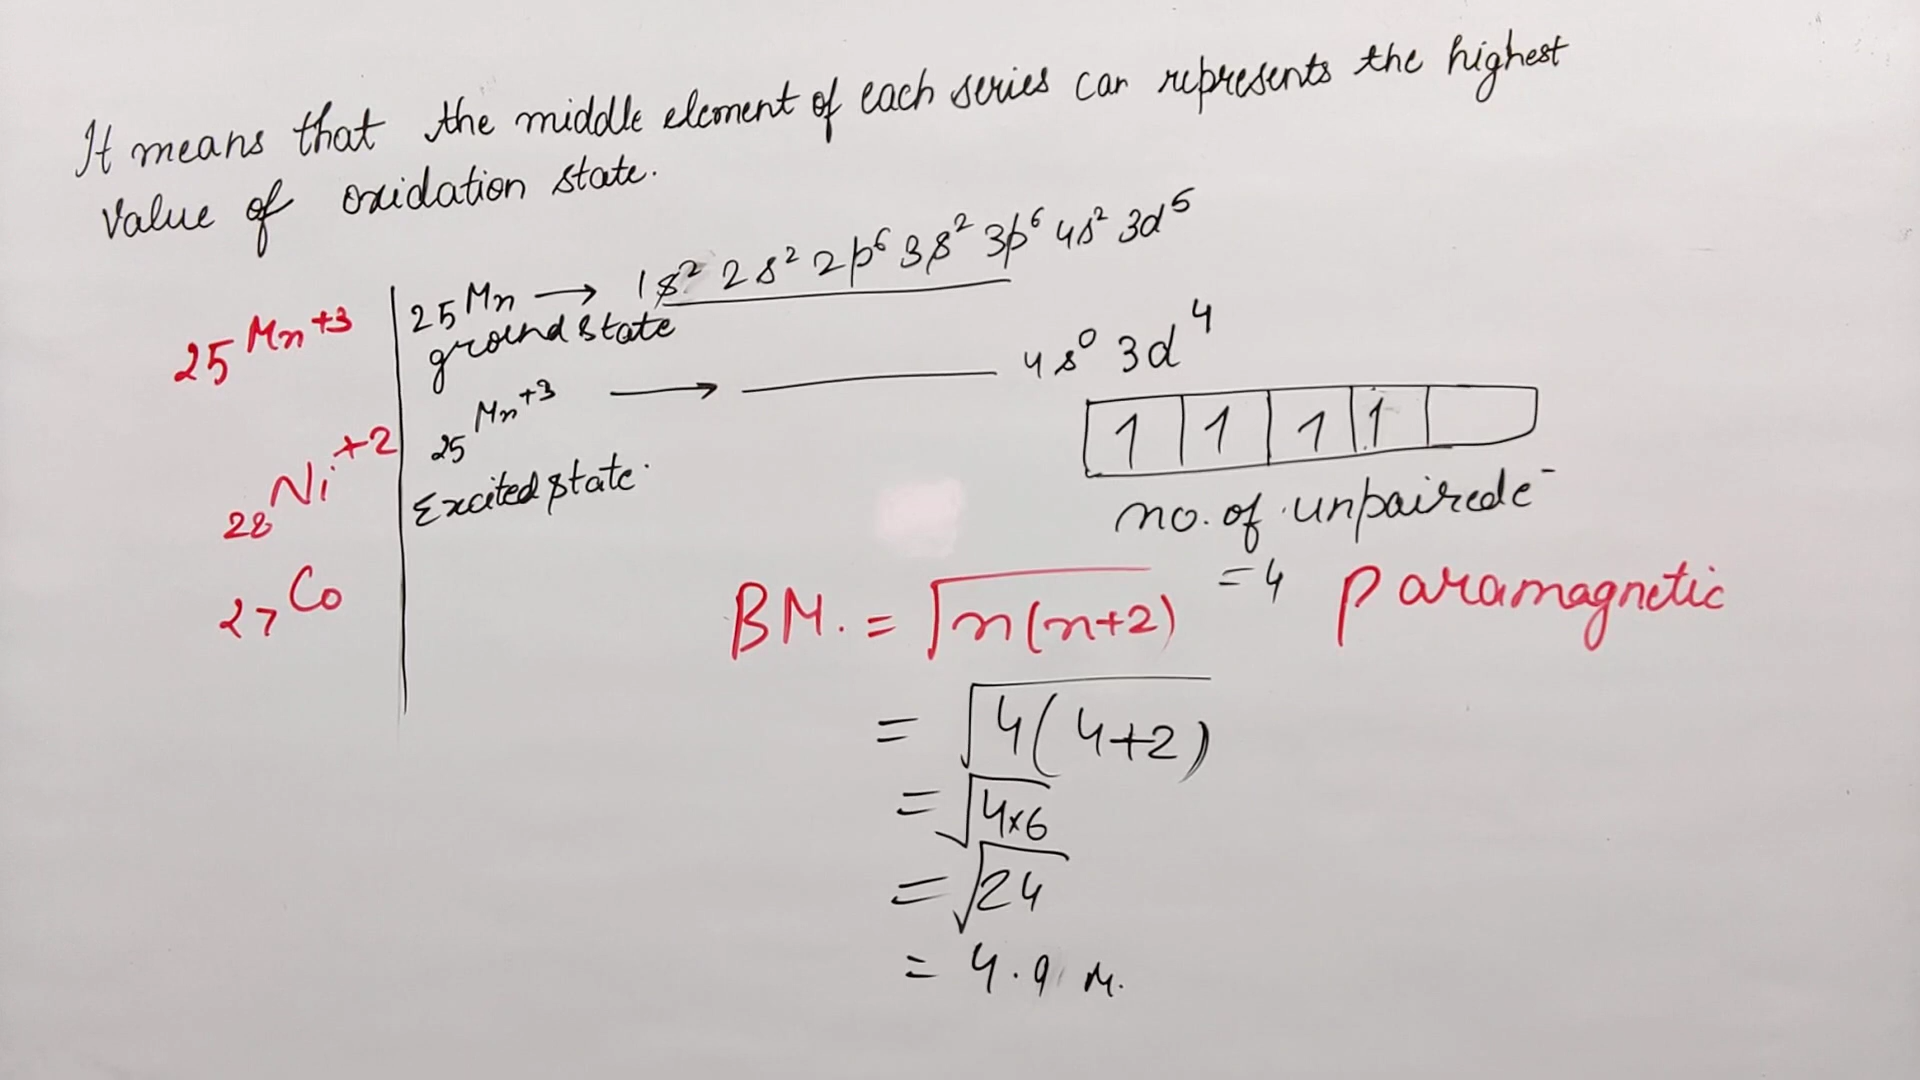 It means that the middle element of each series can represents the highest
value of oxidation state.
₂₅Mn⁺³
₂₅Mn → 1s² 2s² 2p⁶ 3s² 3p⁶ 4s² 3d⁵
ground state
₂₅Mn⁺³ → 4s⁰ 3d⁴
Excited state.
1 1 1 1
no. of unpaired e⁻
= 4
₂₈Ni⁺²
₂₇Co
BM. = √n(n+2)
Paramagnetic
= √4(4+2)
= √4×6
= √24
= 4.9 M.